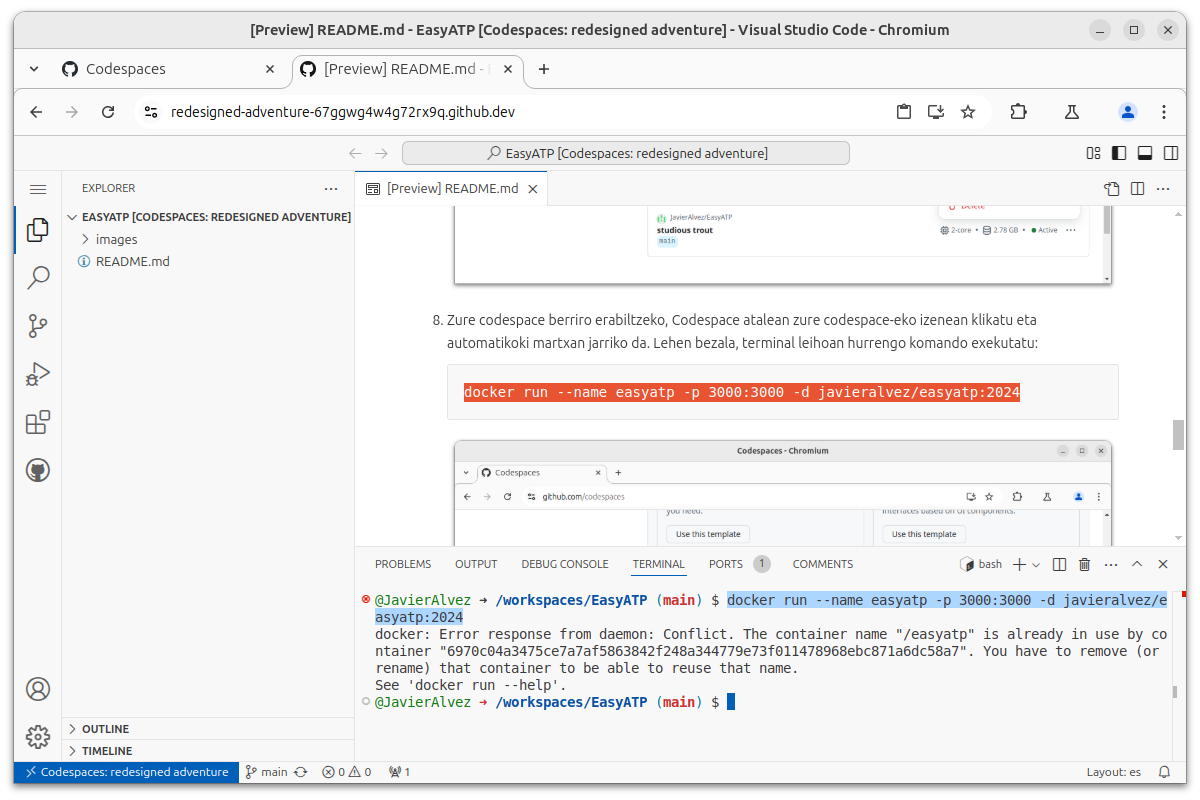 [Preview] README.md - EasyATP [Codespaces: redesigned adventure] - Visual Studio Code - Chromium
Codespaces
[Preview] README.md -
redesigned-adventure-67ggwg4w4g72rx9q.github.dev
EasyATP [Codespaces: redesigned adventure]
EXPLORER
EASYATP [CODESPACES: REDESIGNED ADVENTURE]
images
README.md
OUTLINE
TIMELINE
[Preview] README.md
Delete
JavierAlvez/EasyATP
studious trout
main
2-core • 2.78 GB • Active
8. Zure codespace berriro erabiltzeko, Codespace atalean zure codespace-eko izenean klikatu eta
automatikoki martxan jarriko da. Lehen bezala, terminal leihoan hurrengo komando exekutatu:
docker run --name easyatp -p 3000:3000 -d javieralvez/easyatp:2024
Codespaces - Chromium
Codespaces
github.com/codespaces
you need.
interfaces based on UI components.
Use this template
Use this template
PROBLEMS OUTPUT DEBUG CONSOLE TERMINAL PORTS 1 COMMENTS
bash
@JavierAlvez ➜ /workspaces/EasyATP (main) $ docker run --name easyatp -p 3000:3000 -d javieralvez/e
asyatp:2024
docker: Error response from daemon: Conflict. The container name "/easyatp" is already in use by co
ntainer "6970c04a3475ce7a7af5863842f248a344779e73f011478968ebc871a6dc58a7". You have to remove (or
rename) that container to be able to reuse that name.
See 'docker run --help'.
@JavierAlvez ➜ /workspaces/EasyATP (main) $
Codespaces: redesigned adventure
main
0 0
1
Layout: es